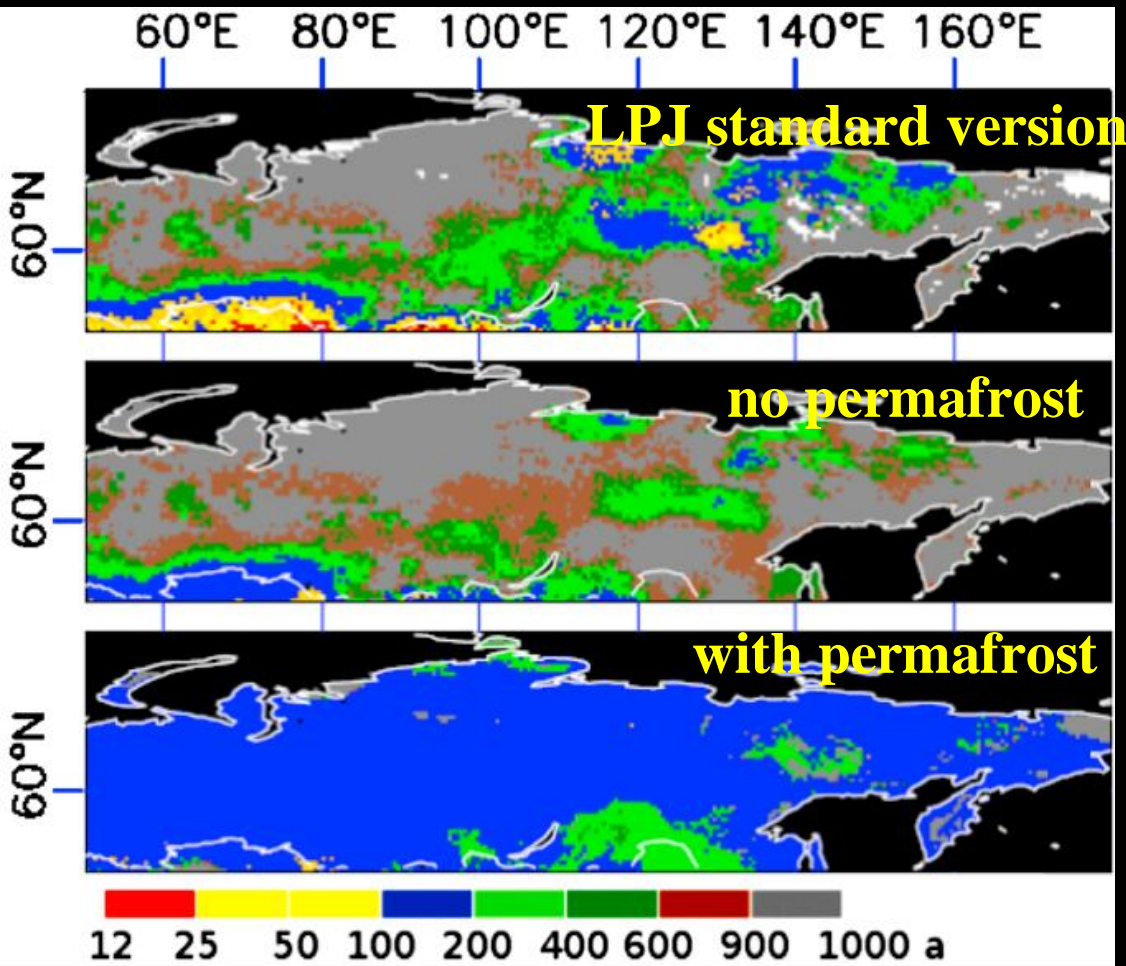 60°E 80°E 100°E 120°E 140°E 160°E
LPJ standard version
60°N
no permafrost
60°N
with permafrost
60°N
12 25 50 100 200 400 600 900 1000 a